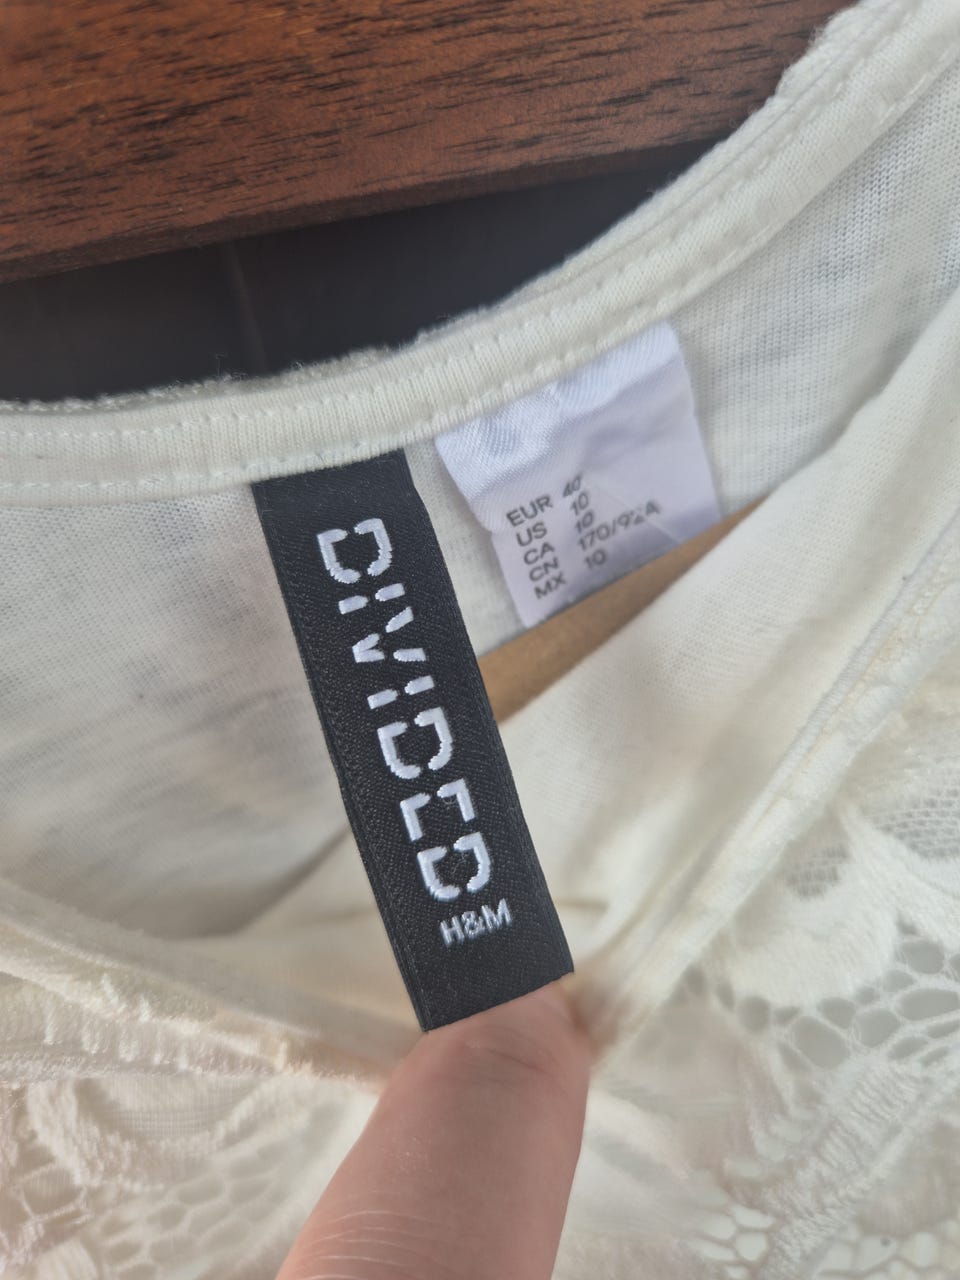 DIVIDED
H&M
EUR 40
US 10
CA 10
CN 170/92A
MX 10